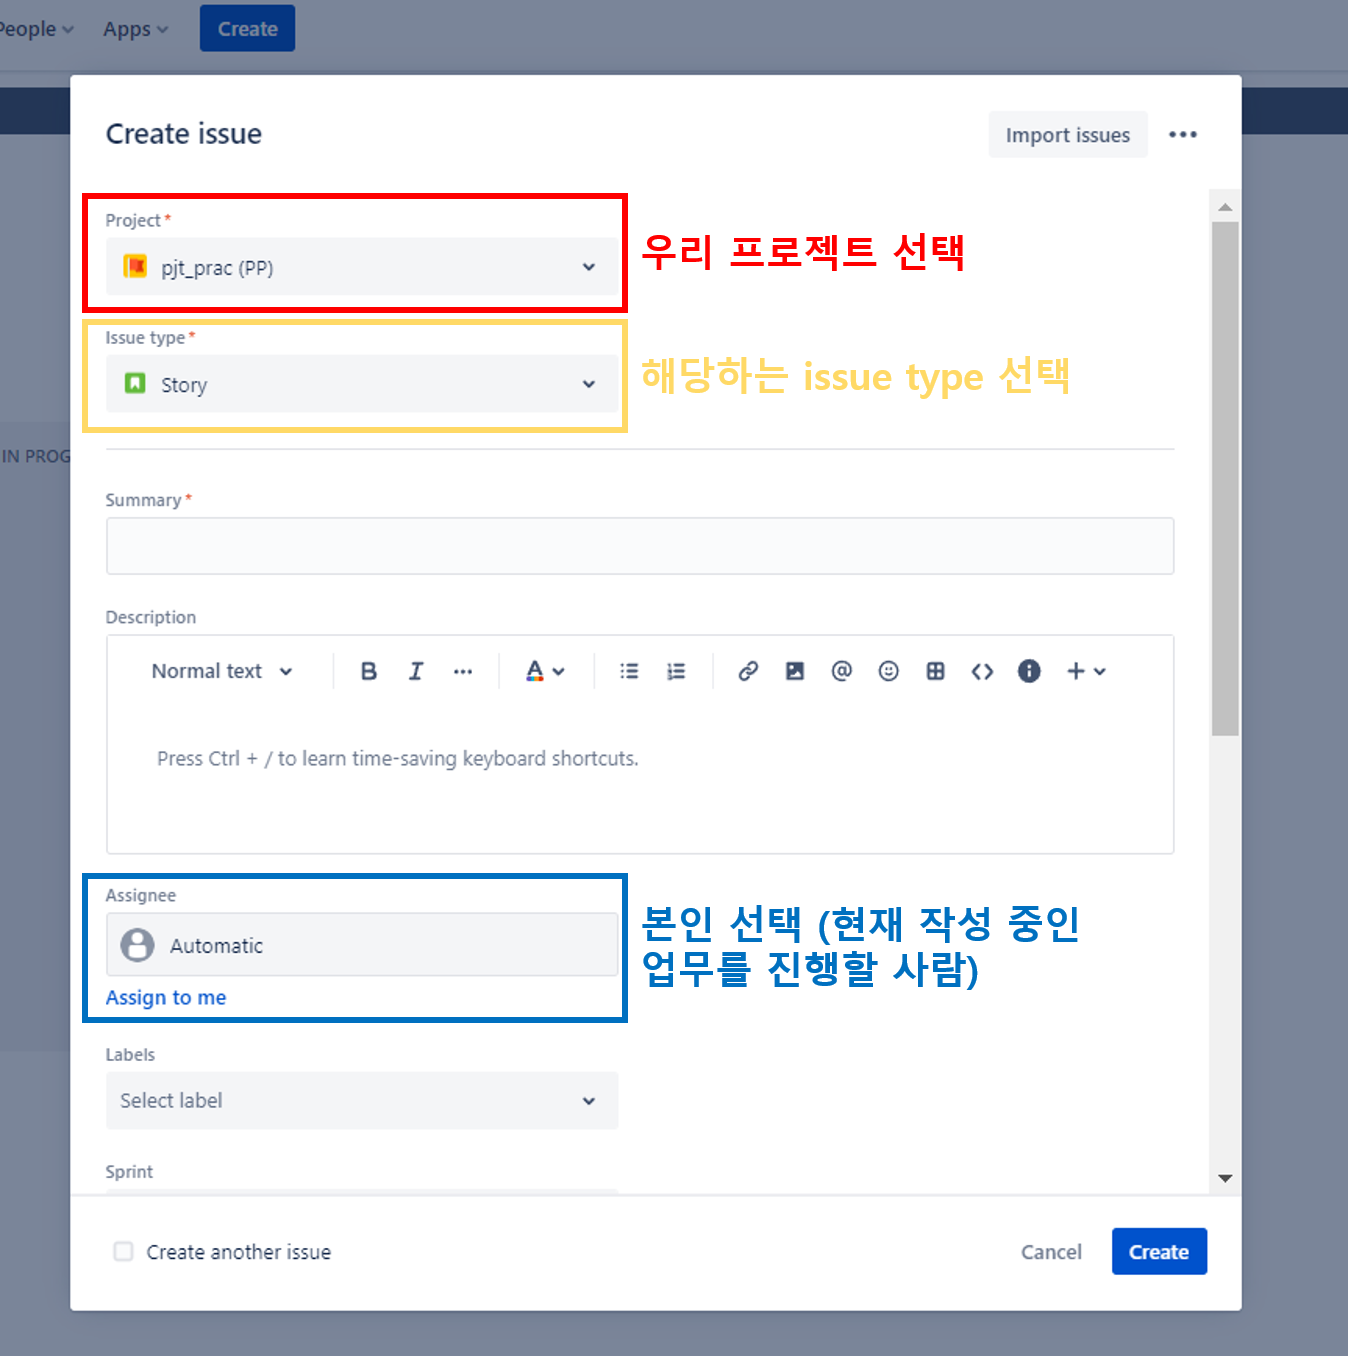 People
Apps
Create
Create issue
Import issues
Project *
pjt_prac (PP)
우리 프로젝트 선택
Issue type *
Story
해당하는 issue type 선택
IN PROG
Summary *
Description
Normal text
Press Ctrl + / to learn time-saving keyboard shortcuts.
Assignee
Automatic
Assign to me
본인 선택 (현재 작성 중인
업무를 진행할 사람)
Labels
Select label
Sprint
Create another issue
Cancel
Create